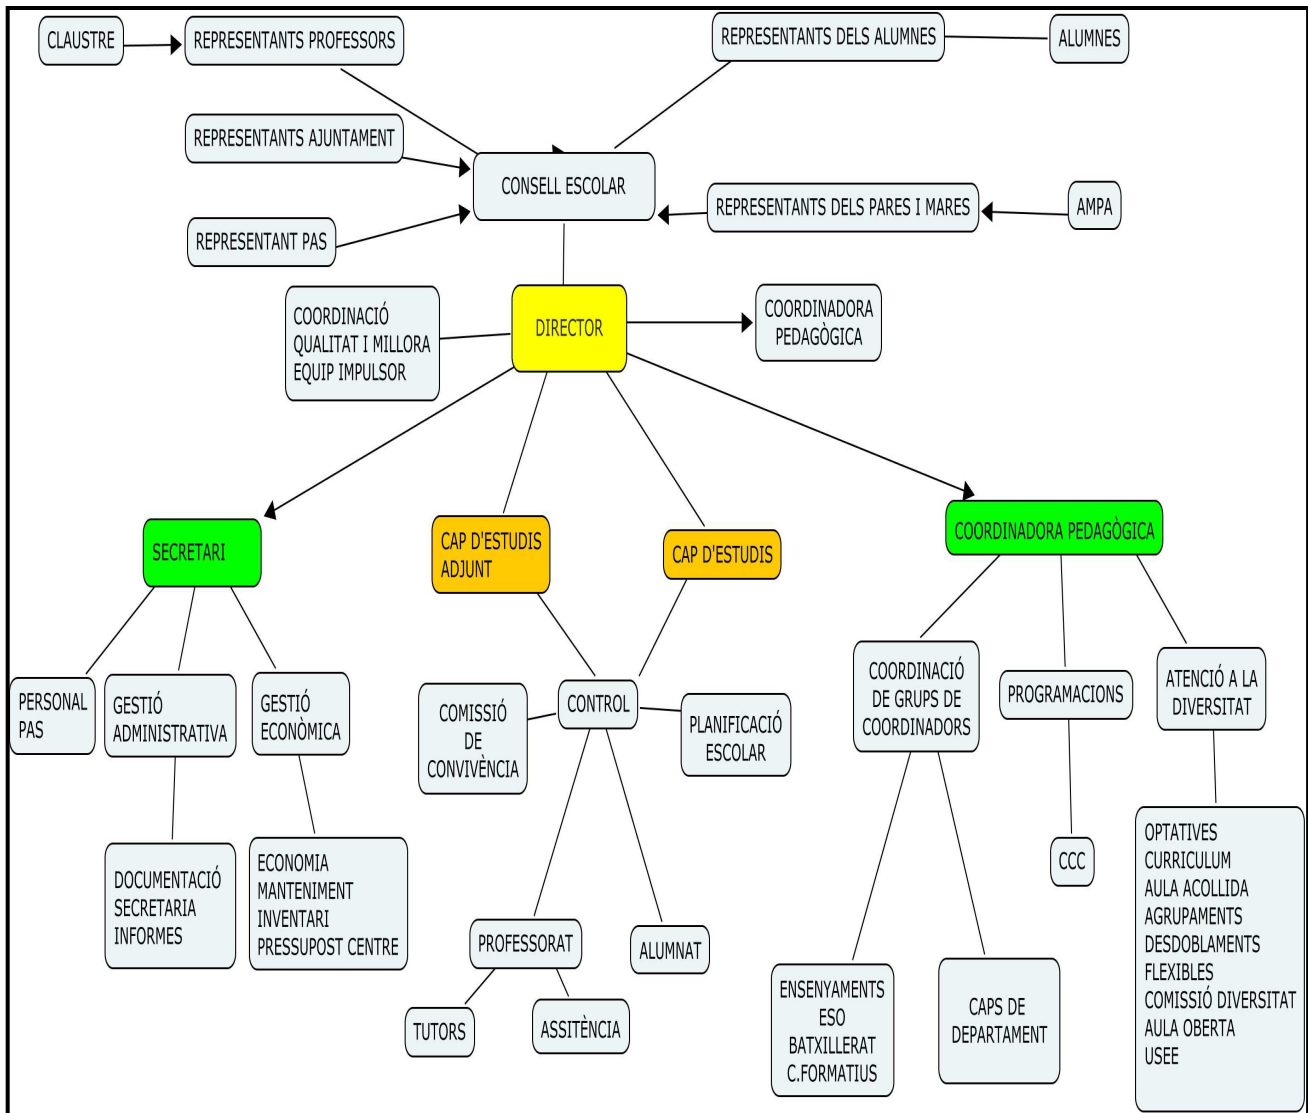 CLAUSTRE
REPRESENTANTS PROFESSORS
REPRESENTANTS DELS ALUMNES
ALUMNES
REPRESENTANTS AJUNTAMENT
CONSELL ESCOLAR
REPRESENTANTS DELS PARES I MARES
AMPA
REPRESENTANT PAS
COORDINACIÓ
QUALITAT I MILLORA
EQUIP IMPULSOR
DIRECTOR
COORDINADORA
PEDAGÒGICA
SECRETARI
CAP D'ESTUDIS
ADJUNT
CAP D'ESTUDIS
COORDINADORA PEDAGÒGICA
PERSONAL
PAS
GESTIÓ
ADMINISTRATIVA
GESTIÓ
ECONÒMICA
COMISSIÓ
DE
CONVIVÈNCIA
CONTROL
PLANIFICACIÓ
ESCOLAR
COORDINACIÓ
DE GRUPS DE
COORDINADORS
PROGRAMACIONS
ATENCIÓ A LA
DIVERSITAT
DOCUMENTACIÓ
SECRETARIA
INFORMES
ECONOMIA
MANTENIMENT
INVENTARI
PRESSUPOST CENTRE
PROFESSORAT
ALUMNAT
TUTORS
ASSITÈNCIA
ENSENYAMENTS
ESO
BATXILLERAT
C.FORMATIUS
CAPS DE
DEPARTAMENT
CCC
OPTATIVES
CURRICULUM
AULA ACOLLIDA
AGRUPAMENTS
DESDOBLAMENTS
FLEXIBLES
COMISSIÓ DIVERSITAT
AULA OBERTA
USEE